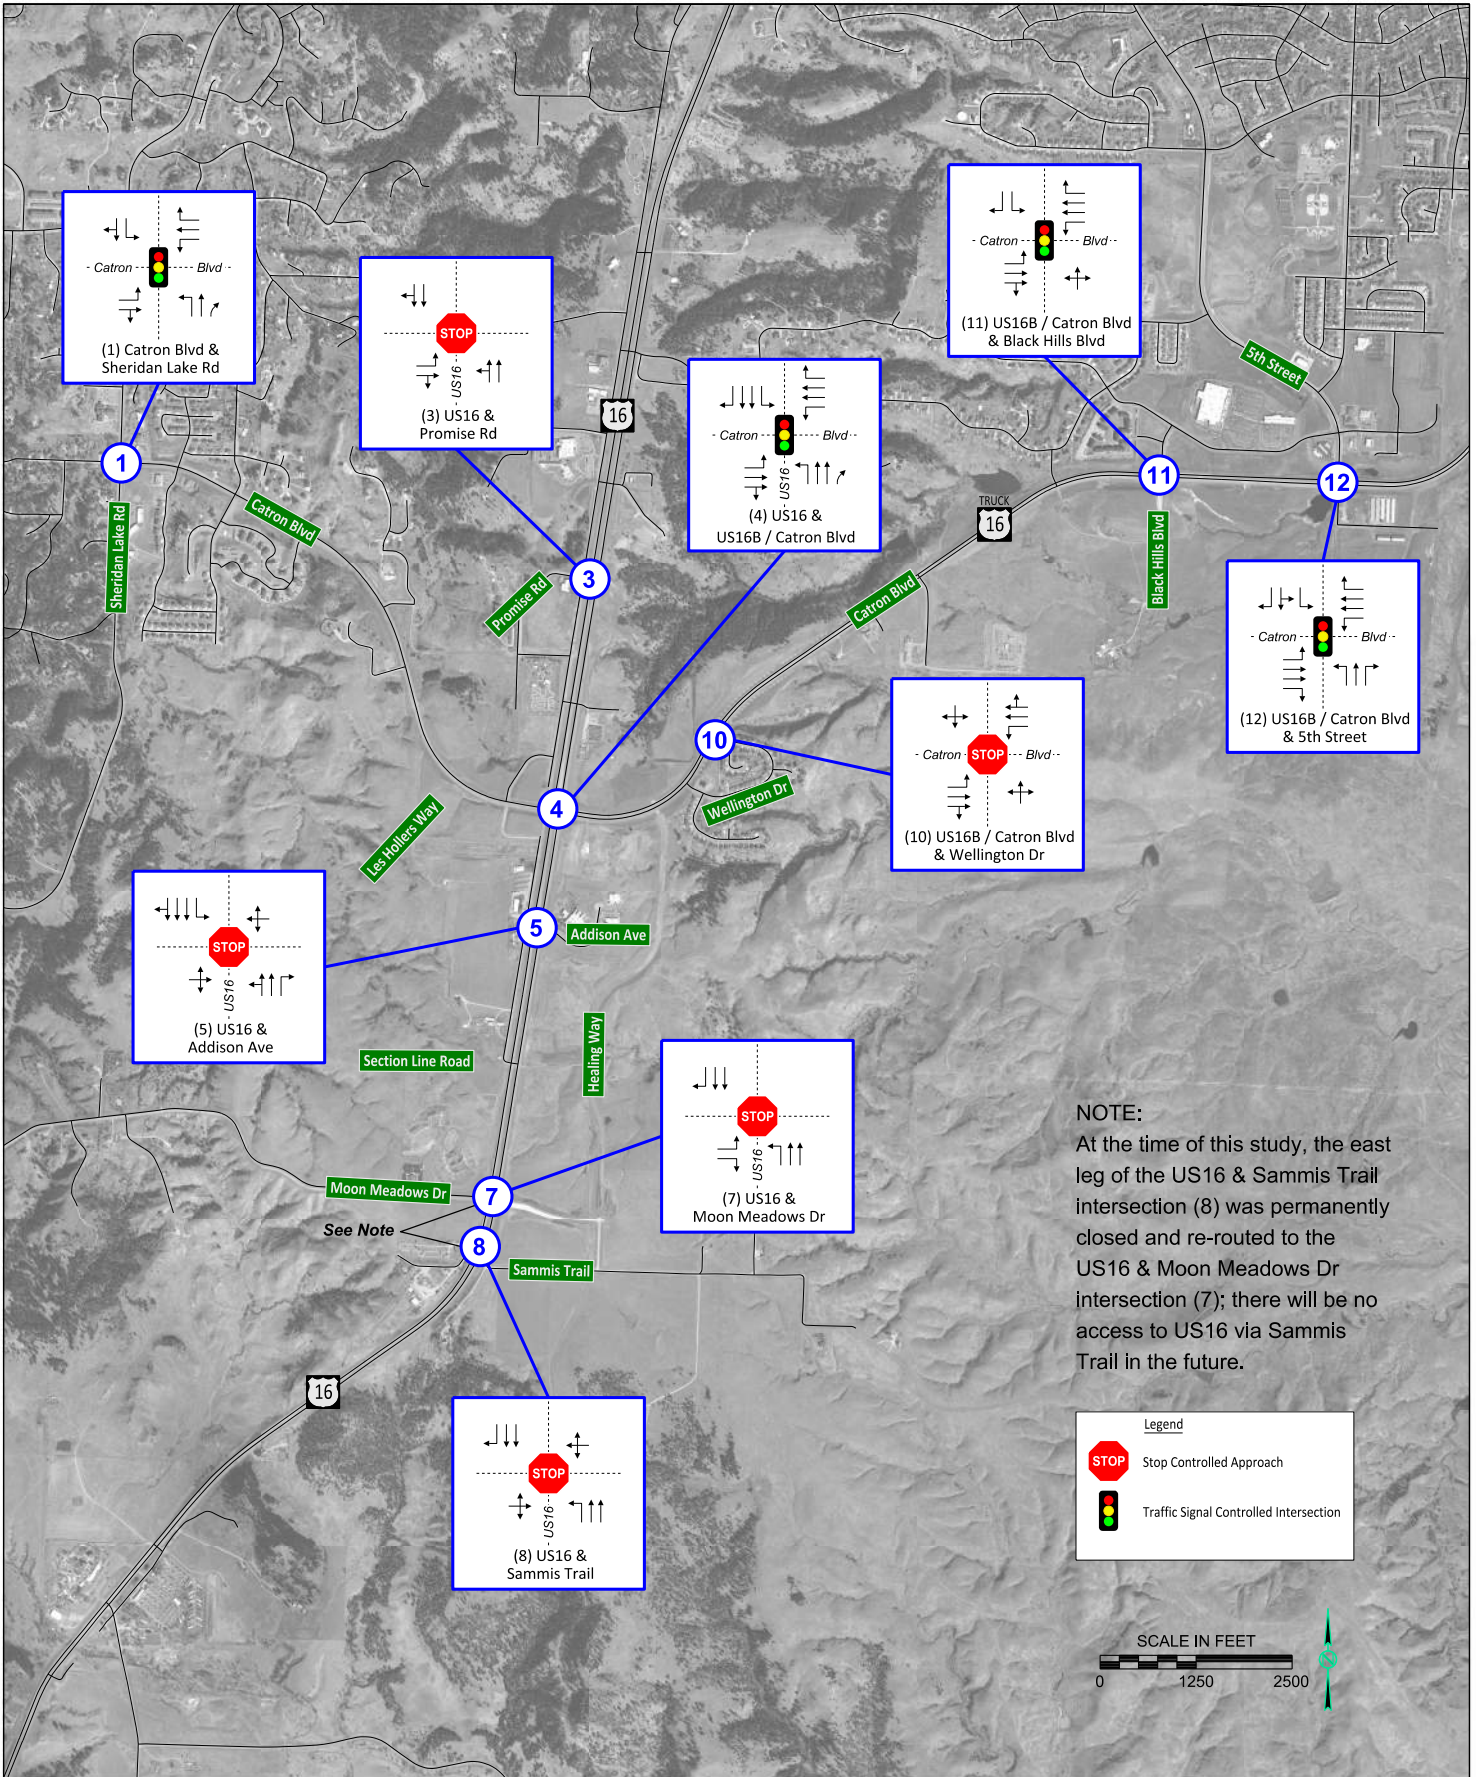 Catron Blvd
(1) Catron Blvd &
Sheridan Lake Rd
STOP
US16
(3) US16 &
Promise Rd
Catron Blvd
US16
(4) US16 &
US16B / Catron Blvd
Catron Blvd
(11) US16B / Catron Blvd
& Black Hills Blvd
5th Street
16
1
Sheridan Lake Rd
Catron Blvd
11
12
TRUCK
16
Black Hills Blvd
3
Promise Rd
Catron Blvd
Catron Blvd
(12) US16B / Catron Blvd
& 5th Street
10
Catron STOP Blvd
(10) US16B / Catron Blvd
& Wellington Dr
Wellington Dr
4
Les Hollers Way
STOP
US16
(5) US16 &
Addison Ave
5
Addison Ave
Section Line Road
Healing Way
STOP
US16
(7) US16 &
Moon Meadows Dr
Moon Meadows Dr
7
See Note
8
Sammis Trail
16
STOP
US16
(8) US16 &
Sammis Trail
NOTE:
At the time of this study, the east
leg of the US16 & Sammis Trail
intersection (8) was permanently
closed and re-routed to the
US16 & Moon Meadows Dr
intersection (7); there will be no
access to US16 via Sammis
Trail in the future.
Legend
STOP Stop Controlled Approach
Traffic Signal Controlled Intersection
SCALE IN FEET
0 1250 2500